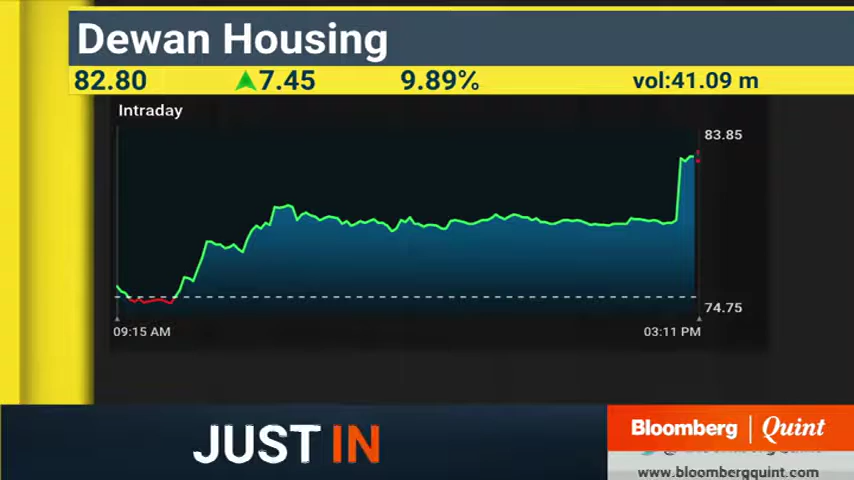 Dewan Housing
82.80 7.45 9.89% vol:41.09 m
Intraday
83.85
74.75
09:15 AM 03:11 PM
JUST IN
Bloomberg | Quint
www.bloombergquint.com